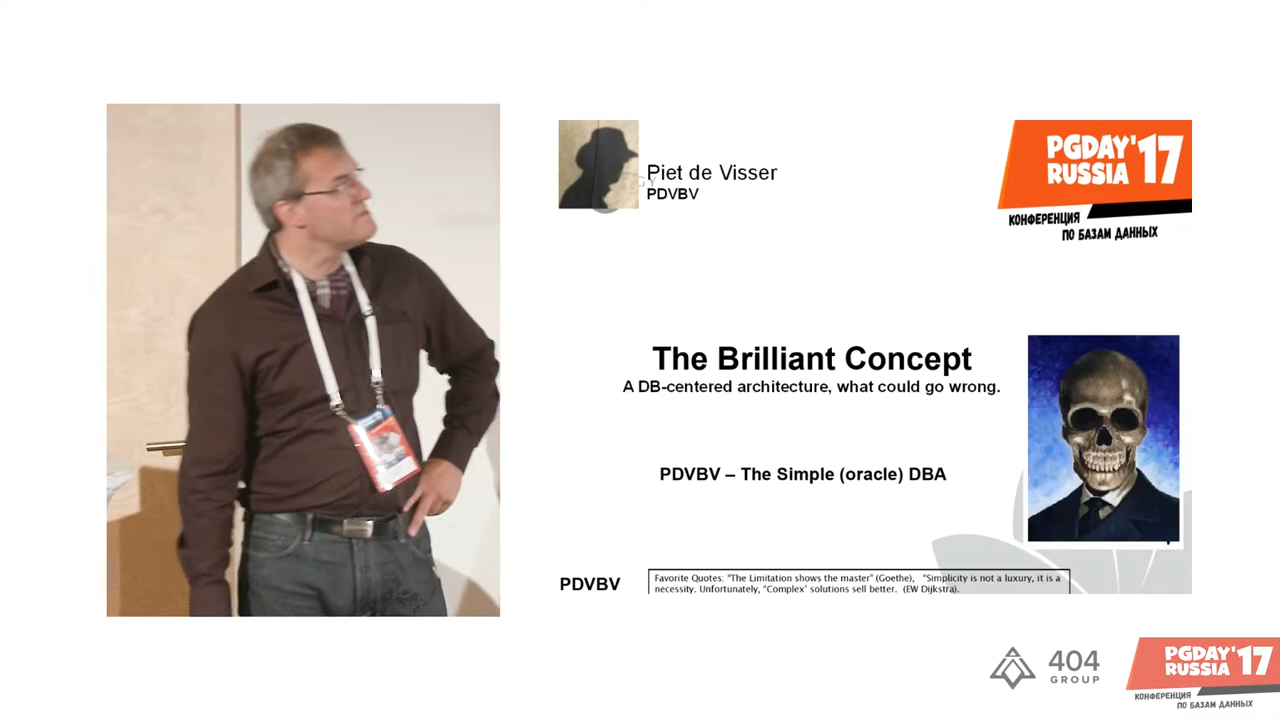 Piet de Visser
PDVBV
PGDAY'17
RUSSIA
КОНФЕРЕНЦИЯ
ПО БАЗАМ ДАННЫХ
The Brilliant Concept
A DB-centered architecture, what could go wrong.
PDVBV – The Simple (oracle) DBA
PDVBV
Favorite Quotes: "The Limitation shows the master" (Goethe), "Simplicity is not a luxury, it is a
necessity. Unfortunately, "Complex' solutions sell better. (EW Dijkstra).
404
GROUP
PGDAY'17
RUSSIA
КОНФЕРЕНЦИЯ
ПО БАЗАМ ДАННЫХ